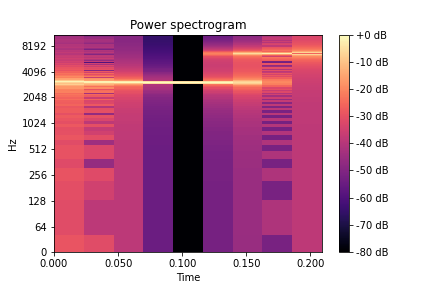 Power spectrogram
8192
4096
2048
1024
512
256
128
64
0
Hz
0.000 0.050 0.100 0.150 0.200
Time
+0 dB
-10 dB
-20 dB
-30 dB
-40 dB
-50 dB
-60 dB
-70 dB
-80 dB